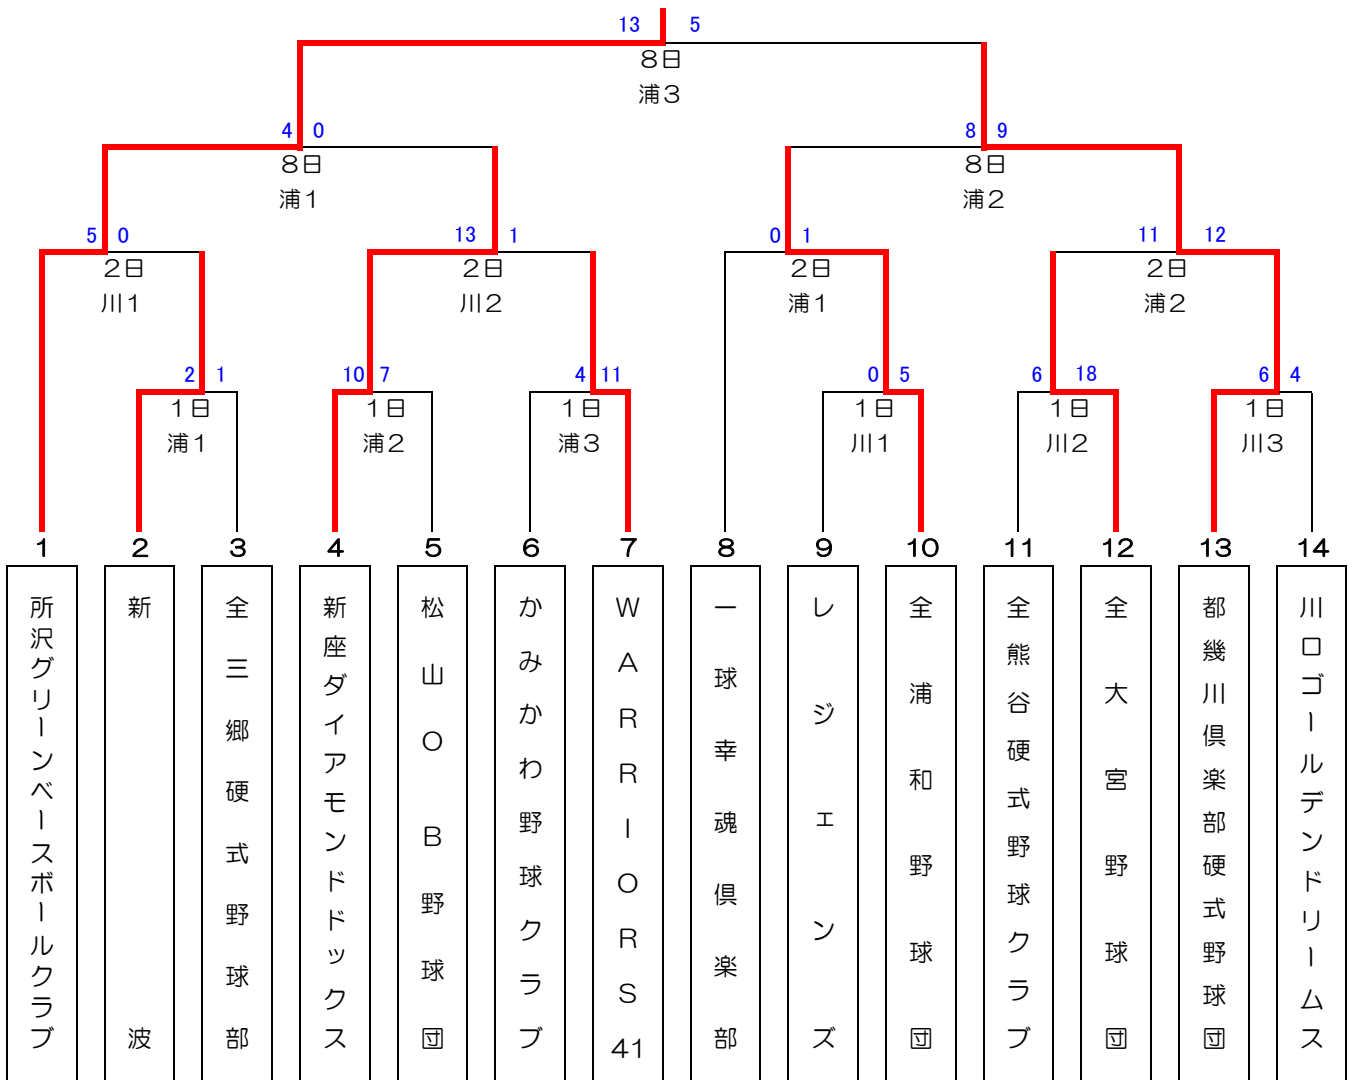 13 5
8日
浦3
4 0
8日
浦1
8 9
8日
浦2
5 0
2日
川1
13 1
2日
川2
0 1
2日
浦1
11 12
2日
浦2
2 1
1日
浦1
10 7
1日
浦2
4 11
1日
浦3
0 5
1日
川1
6 18
1日
川2
6 4
1日
川3
1 2 3 4 5 6 7 8 9 10 11 12 13 14
所沢グリーンベースボールクラブ
新波
全三郷硬式野球部
新座ダイアモンドドックス
松山OB野球団
かみかわ野球クラブ
WARRIORS41
一球幸魂倶楽部
レジェンズ
全浦和野球団
全熊谷硬式野球クラブ
全大宮野球団
都幾川倶楽部硬式野球団
川口ゴールデンドリームス